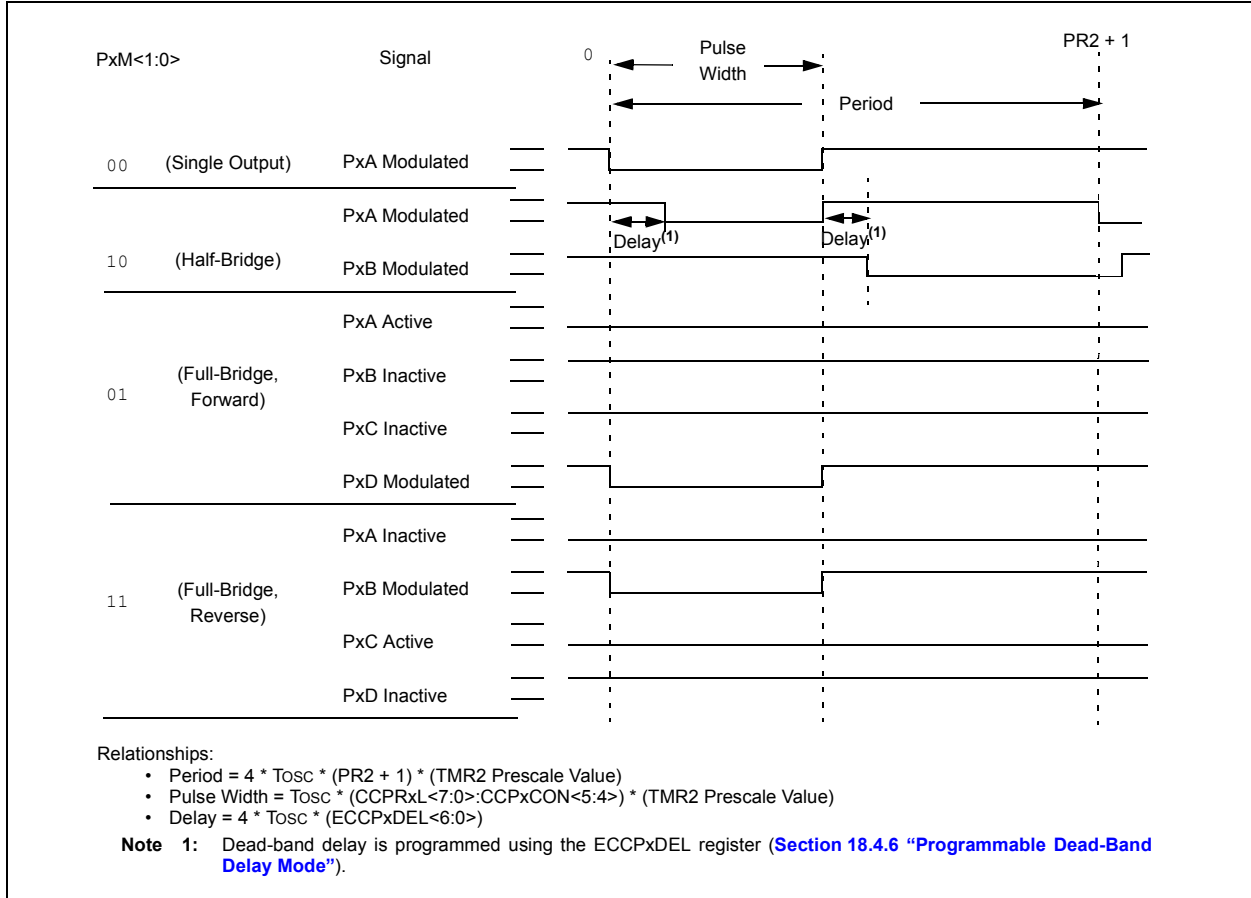 PxM<1:0>
Signal
0
Pulse
Width
PR2 + 1
Period
00
(Single Output)
PxA Modulated
PxA Modulated
Delay(1)
Delay(1)
10
(Half-Bridge)
PxB Modulated
PxA Active
01
(Full-Bridge,
Forward)
PxB Inactive
PxC Inactive
PxD Modulated
PxA Inactive
11
(Full-Bridge,
Reverse)
PxB Modulated
PxC Active
PxD Inactive
Relationships:
• Period = 4 * TOSC * (PR2 + 1) * (TMR2 Prescale Value)
• Pulse Width = TOSC * (CCPRxL<7:0>:CCPxCON<5:4>) * (TMR2 Prescale Value)
• Delay = 4 * TOSC * (ECCPxDEL<6:0>)
Note 1: Dead-band delay is programmed using the ECCPxDEL register (Section 18.4.6 “Programmable Dead-Band
Delay Mode”).